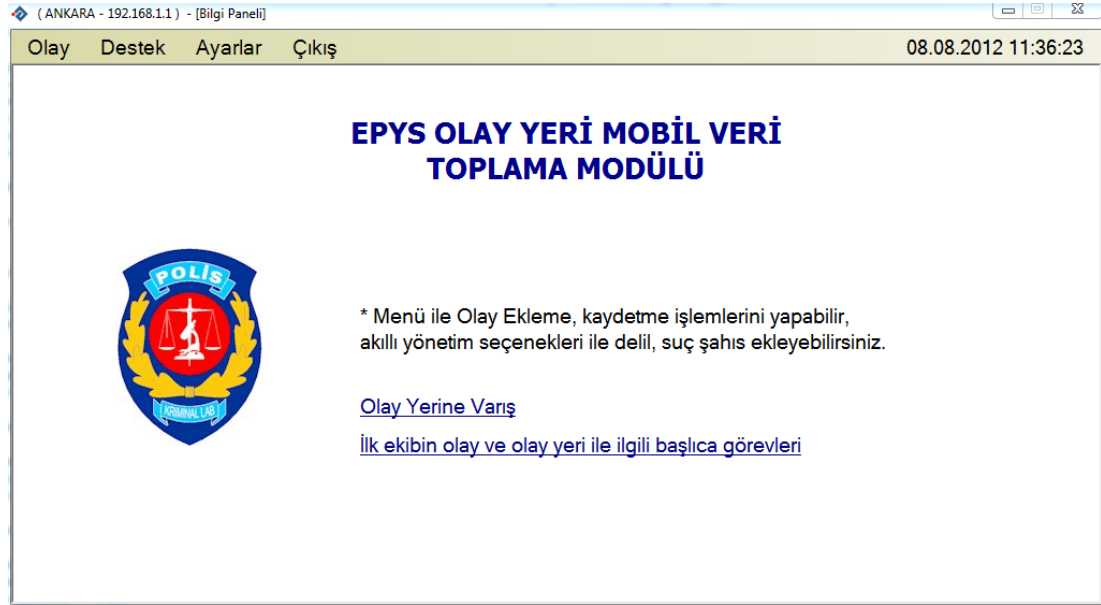 ( ANKARA - 192.168.1.1 ) - [Bilgi Paneli]
Olay Destek Ayarlar Çıkış 08.08.2012 11:36:23
EPYS OLAY YERİ MOBİL VERİ
TOPLAMA MODÜLÜ
POLİS
KRİMİNAL LAB
* Menü ile Olay Ekleme, kaydetme işlemlerini yapabilir,
akıllı yönetim seçenekleri ile delil, suç şahıs ekleyebilirsiniz.
Olay Yerine Varış
İlk ekibin olay ve olay yeri ile ilgili başlıca görevleri